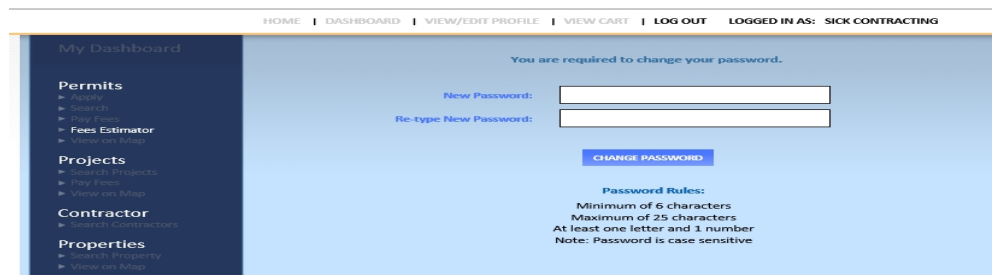 HOME | DASHBOARD | VIEW/EDIT PROFILE | VIEW CART | LOG OUT LOGGED IN AS: SICK CONTRACTING
My Dashboard
Permits
► Apply
► Search
► Pay Fees
► Fees Estimator
► View on Map
Projects
► Search Projects
► Pay Fees
► View on Map
Contractor
► Search Contractors
Properties
► Search Property
► View on Map
You are required to change your password.
New Password:
Re-type New Password:
CHANGE PASSWORD
Password Rules:
Minimum of 6 characters
Maximum of 25 characters
At least one letter and 1 number
Note: Password is case sensitive